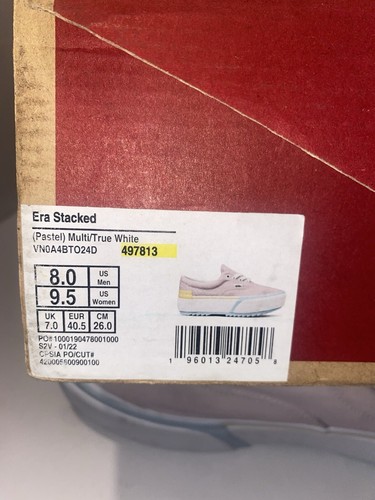 Era Stacked
(Pastel) Multi/True White
VN0A4BTO24D 497813
8.0 US Men
9.5 US Women
UK EUR CM
7.0 40.5 26.0
PO# 1000190478001000
S2V - 01/22
CPSIA PO/CUT#
420005600900100
1 96013 24705 8